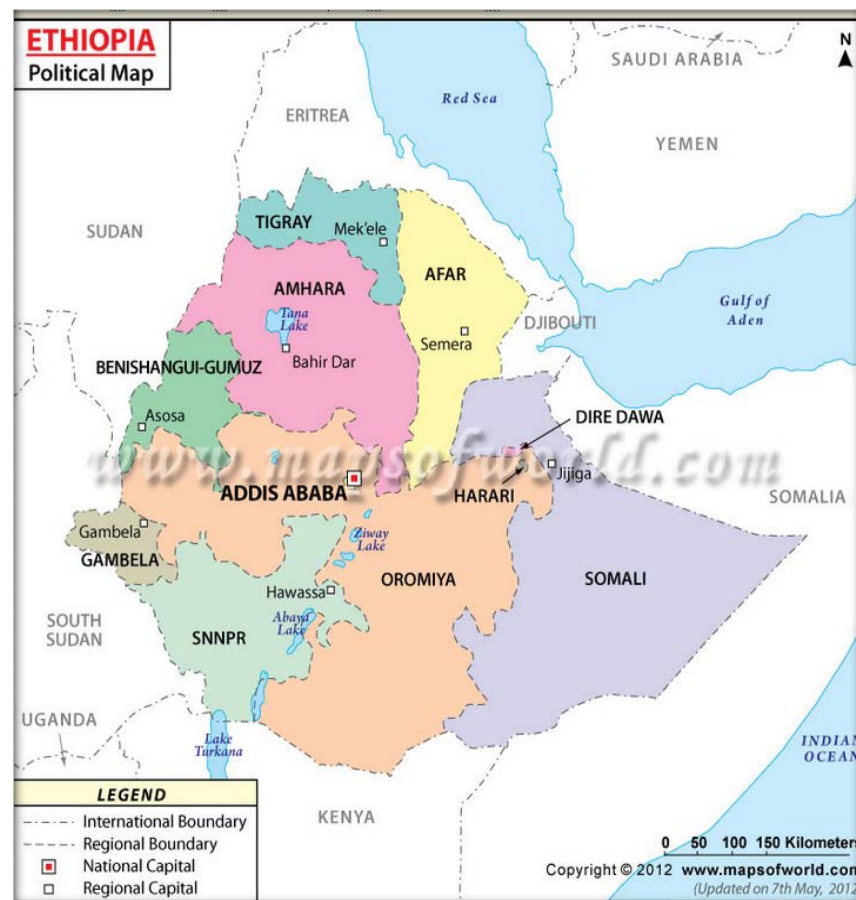 ETHIOPIA
Political Map
N
SAUDI ARABIA
Red Sea
ERITREA
YEMEN
TIGRAY
Mek'ele
SUDAN
AFAR
AMHARA
Tana
Lake
Gulf of
Aden
DJIBOUTI
Semera
Bahir Dar
BENISHANGUI-GUMUZ
Asosa
DIRE DAWA
www.mapsofworld.com
Jijiga
ADDIS ABABA
HARARI
SOMALIA
Gambela
GAMBELA
Ziway
Lake
OROMIYA
SOMALI
Hawassa
Abaya
Lake
SNNPR
SOUTH
SUDAN
UGANDA
Lake
Turkana
INDIAN
OCEAN
KENYA
LEGEND
International Boundary
Regional Boundary
National Capital
Regional Capital
0 50 100 150 Kilometers
Copyright © 2012 www.mapsofworld.com
(Updated on 7th May, 2012